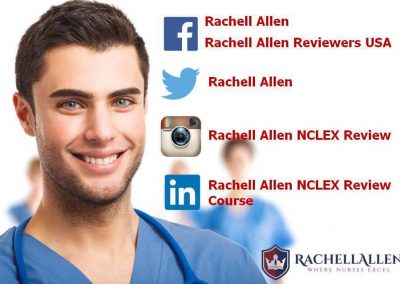 Rachell Allen
Rachell Allen Reviewers USA
Rachell Allen
Rachell Allen NCLEX Review
Rachell Allen NCLEX Review
Course
RACHELLALLEN
WHERE NURSES EXCEL